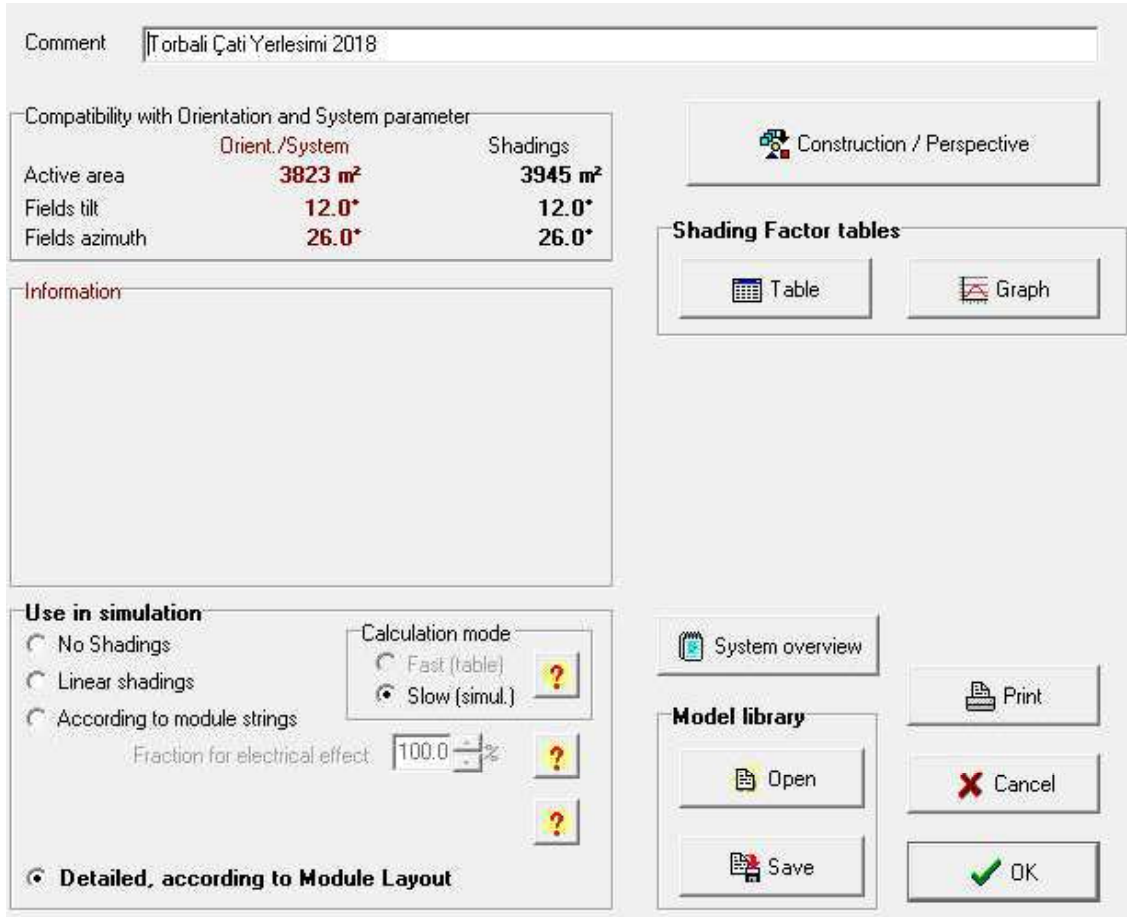 Comment Torbali Çati Yerlesimi 2018
Compatibility with Orientation and System parameter
Orient./System Shadings
Active area 3823 m² 3945 m²
Fields tilt 12.0° 12.0°
Fields azimuth 26.0° 26.0°
Construction / Perspective
Shading Factor tables
Table Graph
Information
Use in simulation
No Shadings
Linear shadings
According to module strings
Calculation mode
Fast (table)
Slow (simul.)
?
Fraction for electrical effect 100.0 %
?
?
Detailed, according to Module Layout
System overview
Model library
Open
Save
Print
Cancel
OK